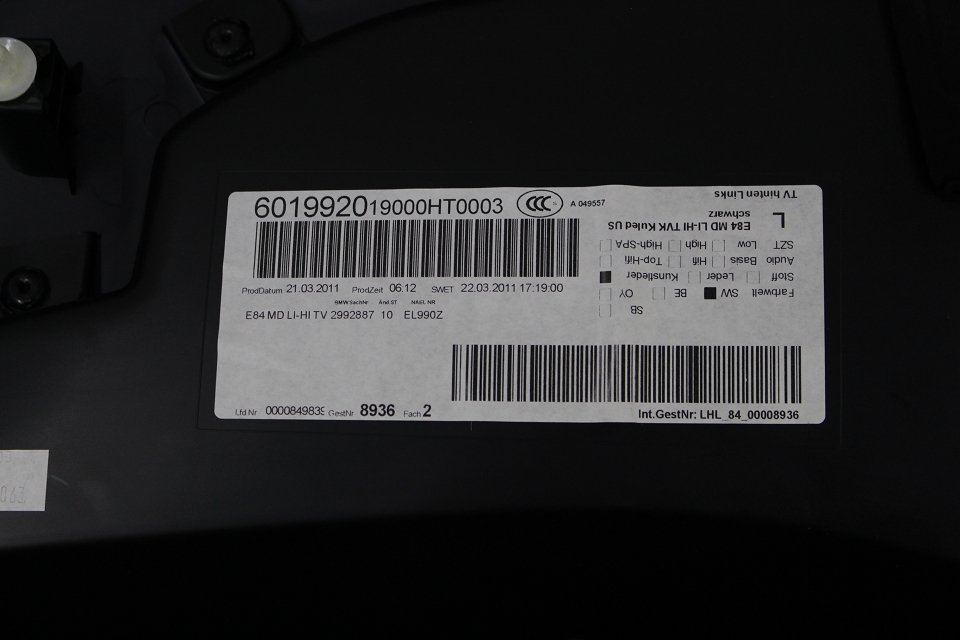 601992019000HT0003 CCC S A 049557
ProdDatum 21.03.2011 ProdZeit 06:12 SWET 22.03.2011 17:19:00
BMW SachNr Änd.ST NAEL NR
E84 MD LI-HI TV 2992887 10 EL990Z
Lfd Nr 0000849839 GestNr 8936 Fach 2
Int.GestNr: LHL_84_00008936
TV hinten Links
L schwarz
E84 MD LI-HI TVK Kuled US
SZT Low High High-SPA
Audio Basis Hifi Top-Hifi
Stoff Leder Kunstleder
Farbwelt SW BE OY
SB
063